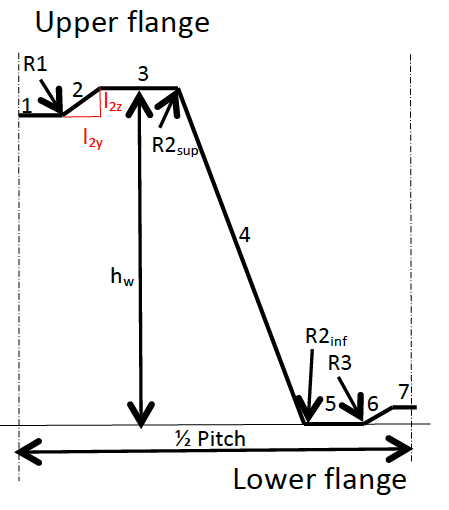 Upper flange
R1
1
2
3
l2z
l2y
R2sup
4
hw
R2inf
R3
5
6
7
½ Pitch
Lower flange